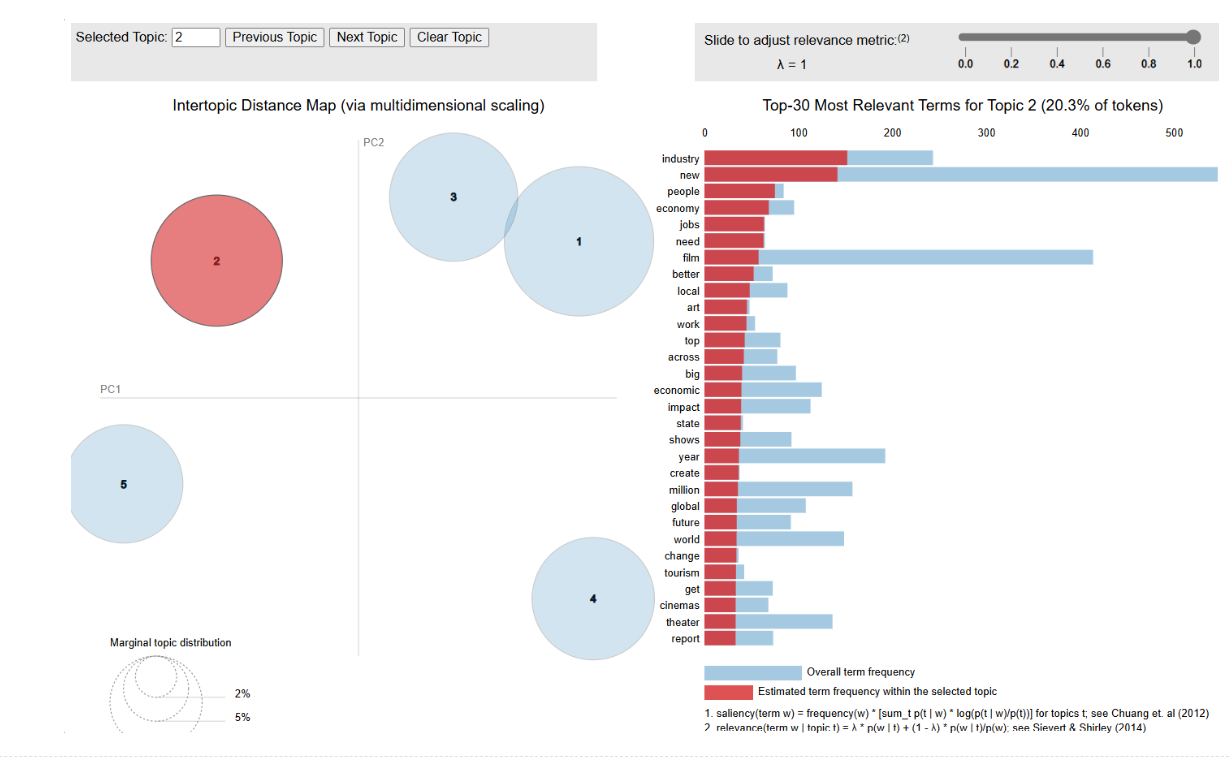 Selected Topic: 2 Previous Topic Next Topic Clear Topic
Slide to adjust relevance metric:(2)
λ = 1
0.0 0.2 0.4 0.6 0.8 1.0
Intertopic Distance Map (via multidimensional scaling)
PC2
PC1
3
1
2
5
4
Marginal topic distribution
2%
5%
Top-30 Most Relevant Terms for Topic 2 (20.3% of tokens)
0 100 200 300 400 500
industry
new
people
economy
jobs
need
film
better
local
art
work
top
across
big
economic
impact
state
shows
year
create
million
global
future
world
change
tourism
get
cinemas
theater
report
Overall term frequency
Estimated term frequency within the selected topic
1. saliency(term w) = frequency(w) * [sum_t p(t | w) * log(p(t | w)/p(t))] for topics t; see Chuang et. al (2012)
2. relevance(term w | topic t) = λ * p(w | t) + (1 - λ) * p(w | t)/p(w); see Sievert & Shirley (2014)